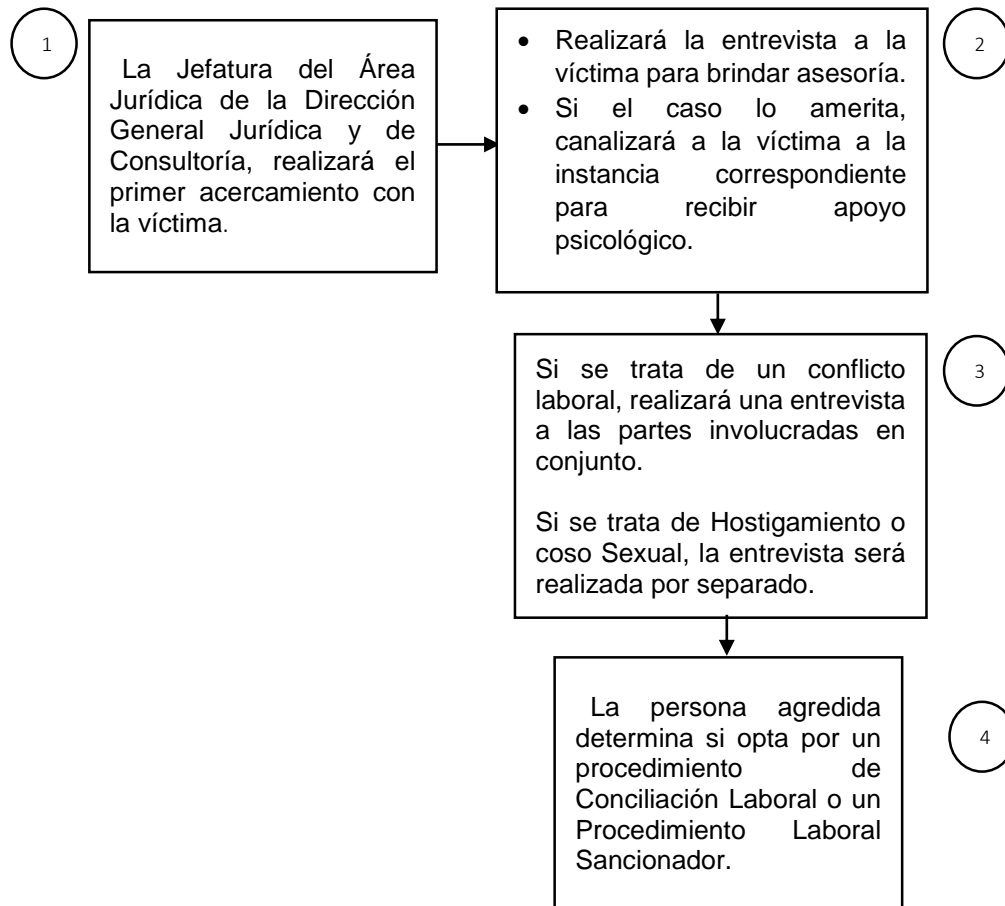 1
La Jefatura del Área
Jurídica de la Dirección
General Jurídica y de
Consultoría, realizará el
primer acercamiento con
la víctima.
2
• Realizará la entrevista a la
víctima para brindar asesoría.
• Si el caso lo amerita,
canalizará a la víctima a la
instancia correspondiente
para recibir apoyo
psicológico.
3
Si se trata de un conflicto
laboral, realizará una entrevista
a las partes involucradas en
conjunto.
Si se trata de Hostigamiento o
coso Sexual, la entrevista será
realizada por separado.
4
La persona agredida
determina si opta por un
procedimiento de
Conciliación Laboral o un
Procedimiento Laboral
Sancionador.